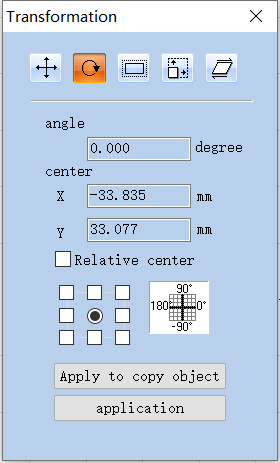 Transformation
angle
0.000 degree
center
X -33.835 mm
Y 33.077 mm
Relative center
90°
180° 0°
-90°
Apply to copy object
application